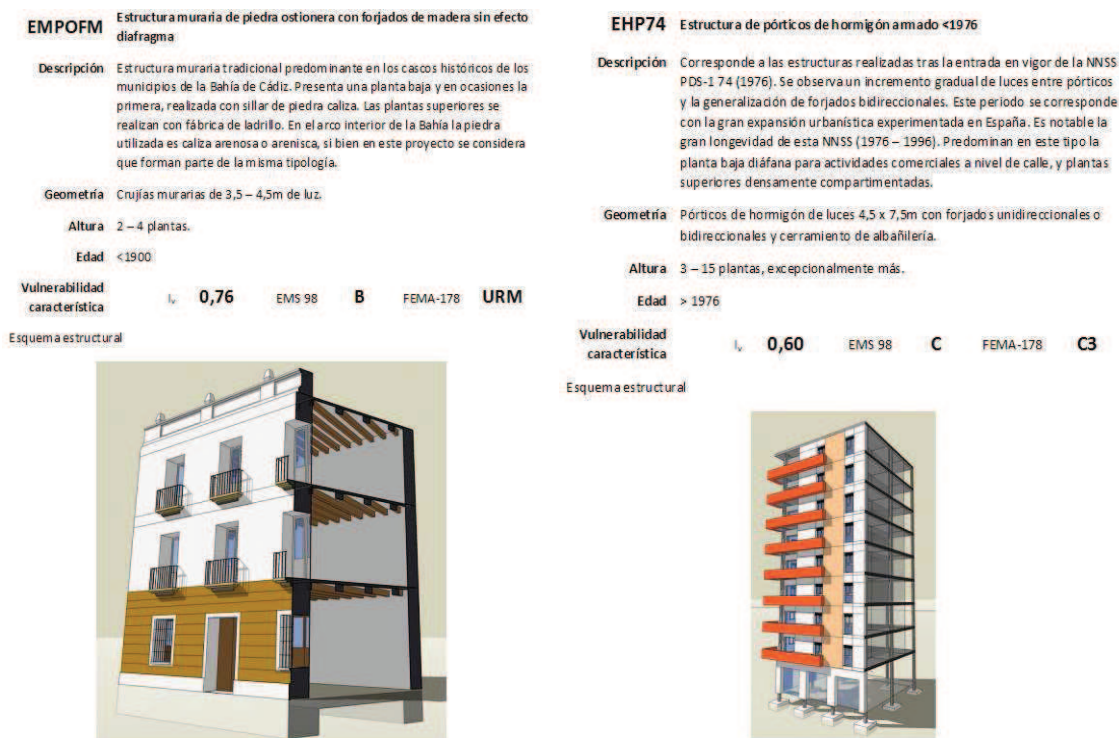 EMPOFM
Estructura muraria de piedra ostionera con forjados de madera sin efecto
diafragma
Descripción
Estructura muraria tradicional predominante en los cascos históricos de los
municipios de la Bahía de Cádiz. Presenta una planta baja y en ocasiones la
primera, realizada con sillar de piedra caliza. Las plantas superiores se
realizan con fábrica de ladrillo. En el arco interior de la Bahía la piedra
utilizada es caliza arenosa o arenisca, si bien en este proyecto se considera
que forman parte de la misma tipología.
Geometría
Crujías murarias de 3,5 – 4,5m de luz.
Altura
2 – 4 plantas.
Edad
<1900
Vulnerabilidad
característica
Iv 0,76 EMS 98 B FEMA-178 URM
Esquema estructural
EHP74
Estructura de pórticos de hormigón armado <1976
Descripción
Corresponde a las estructuras realizadas tras la entrada en vigor de la NNSS
PDS-1 74 (1976). Se observa un incremento gradual de luces entre pórticos
y la generalización de forjados bidireccionales. Este periodo se corresponde
con la gran expansión urbanística experimentada en España. Es notable la
gran longevidad de esta NNSS (1976 – 1996). Predominan en este tipo la
planta baja diáfana para actividades comerciales a nivel de calle, y plantas
superiores densamente compartimentadas.
Geometría
Pórticos de hormigón de luces 4,5 x 7,5m con forjados unidireccionales o
bidireccionales y cerramiento de albañilería.
Altura
3 – 15 plantas, excepcionalmente más.
Edad
> 1976
Vulnerabilidad
característica
Iv 0,60 EMS 98 C FEMA-178 C3
Esquema estructural